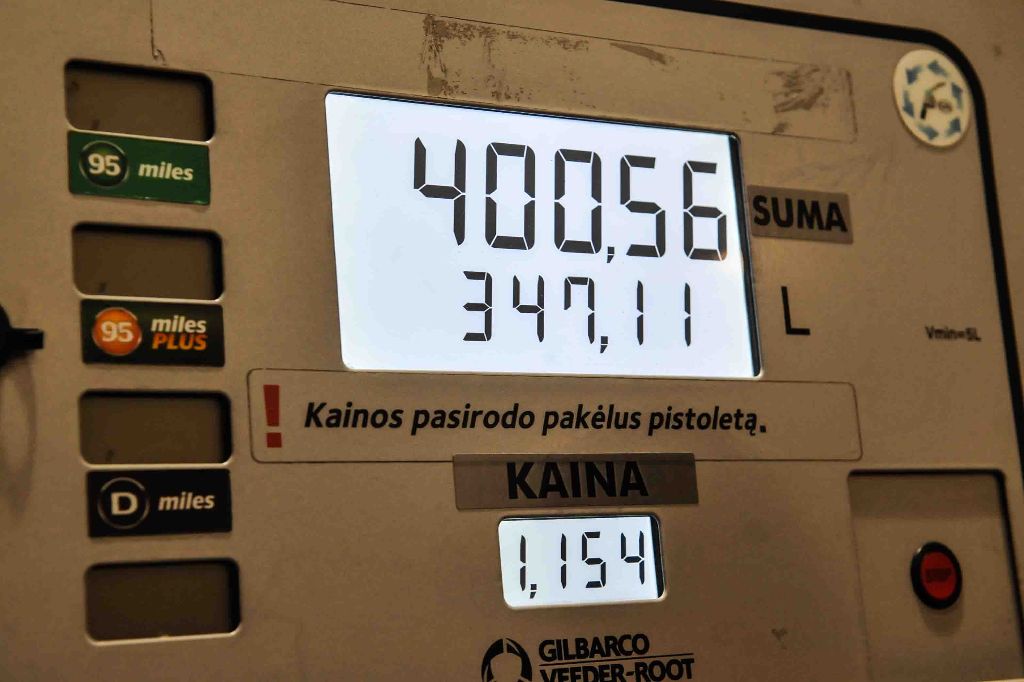 400,56
SUMA
347,11
L
95 miles
95 miles PLUS
Vmin=5L
! Kainos pasirodo pakėlus pistoletą.
KAINA
D miles
1,154
STOP
GILBARCO
VEEDER-ROOT